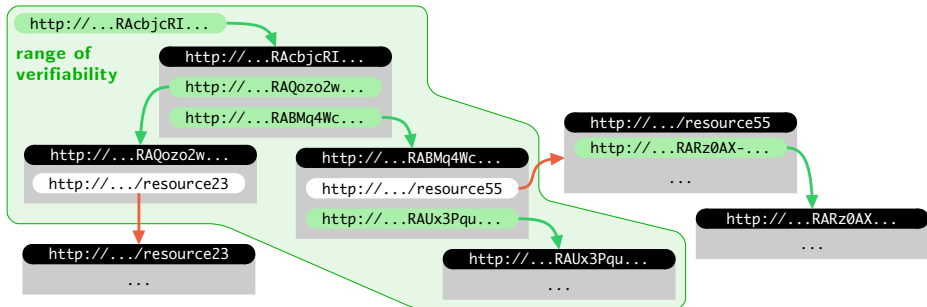 http://...RAcbjcRI...
range of
verifiability
http://...RAcbjcRI...
http://...RAQozo2w...
http://...RABMq4Wc...
http://...RAQozo2w...
http://.../resource23
http://...RABMq4Wc...
http://.../resource55
http://...RAUx3Pqu...
http://.../resource55
http://...RARz0AX-...
...
http://.../resource23
...
http://...RAUx3Pqu...
...
http://...RARz0AX...
...